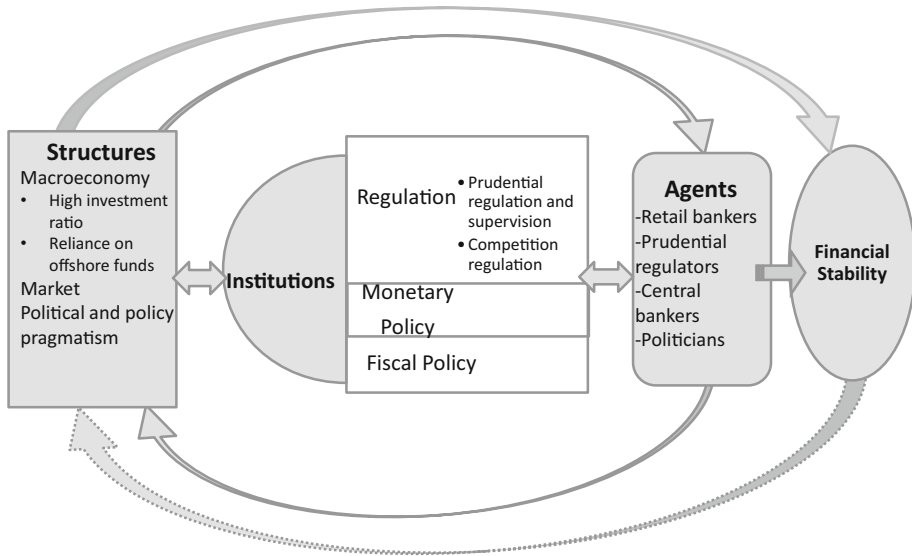 Structures
Macroeconomy
• High investment
ratio
• Reliance on
offshore funds
Market
Political and policy
pragmatism
Institutions
Regulation
• Prudential
regulation and
supervision
• Competition
regulation
Monetary
Policy
Fiscal Policy
Agents
-Retail bankers
-Prudential
regulators
-Central
bankers
-Politicians
Financial
Stability